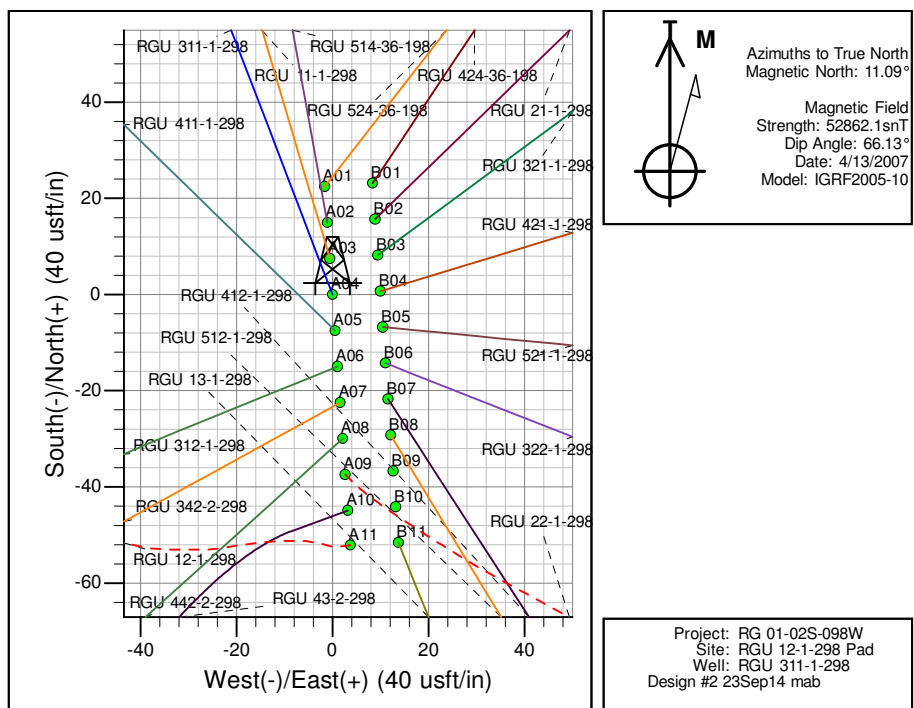 RGU 311-1-298
RGU 514-36-198
RGU 11-1-298
RGU 424-36-198
RGU 524-36-198
RGU 21-1-298
RGU 411-1-298
RGU 321-1-298
RGU 421-1-298
RGU 412-1-298
RGU 512-1-298
RGU 521-1-298
RGU 13-1-298
RGU 312-1-298
RGU 322-1-298
RGU 342-2-298
RGU 22-1-298
RGU 12-1-298
RGU 442-2-298
RGU 43-2-298
A01
A02
A03
A04
A05
A06
A07
A08
A09
A10
A11
B01
B02
B03
B04
B05
B06
B07
B08
B09
B10
B11
40
20
0
-20
-40
-60
South(-)/North(+) (40 usft/in)
-40
-20
0
20
40
West(-)/East(+) (40 usft/in)
M
Azimuths to True North
Magnetic North: 11.09°
Magnetic Field
Strength: 52862.1snT
Dip Angle: 66.13°
Date: 4/13/2007
Model: IGRF2005-10
Project: RG 01-02S-098W
Site: RGU 12-1-298 Pad
Well: RGU 311-1-298
Design #2 23Sep14 mab